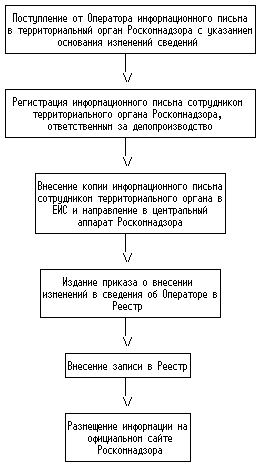 Поступление от Оператора информационного письма
в территориальный орган Роскомнадзора с указанием
основания изменений сведений
Регистрация информационного письма сотрудником
территориального органа Роскомнадзора,
ответственным за делопроизводство
Внесение копии информационного письма
сотрудником территориального органа в
ЕИС и направление в центральный
аппарат Роскомнадзора
Издание приказа о внесении
изменений в сведения об Операторе в
Реестр
Внесение записи в Реестр
Размещение информации на
официальном сайте
Роскомнадзора